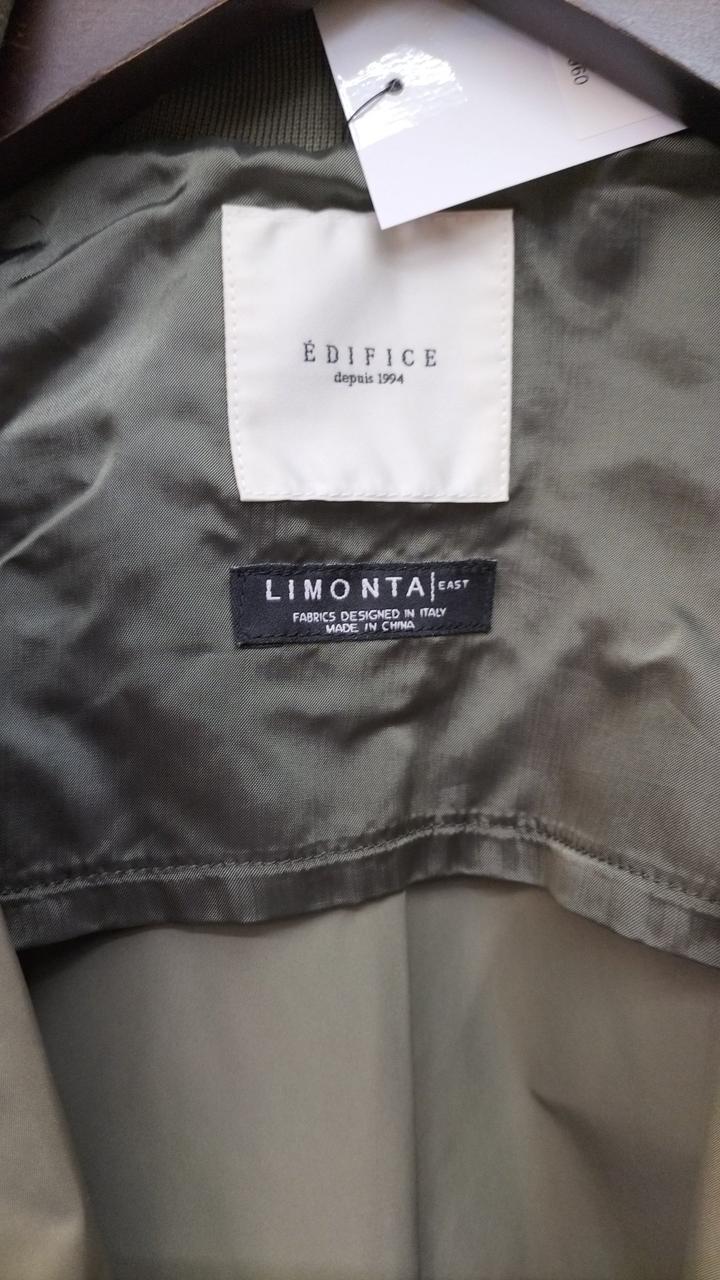 ÉDIFICE
depuis 1994
LIMONTA|EAST
FABRICS DESIGNED IN ITALY
MADE IN CHINA